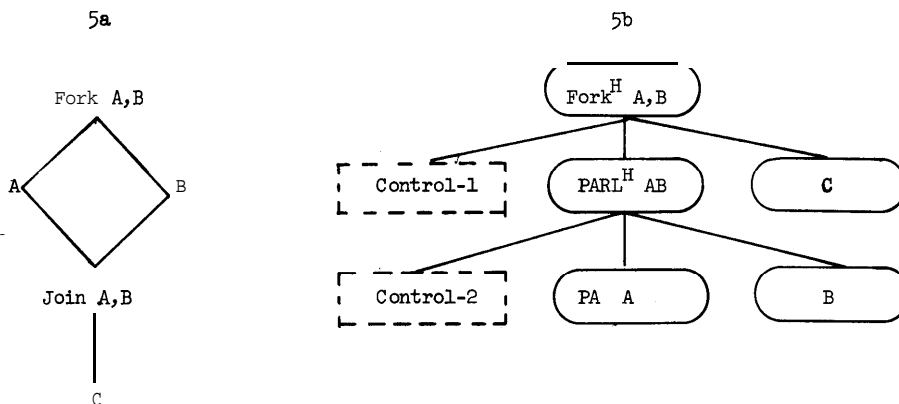 5a
5b
Fork A,B
A
B
Join A,B
C
Fork^H A,B
Control-1
PARL^H AB
C
Control-2
PA A
B